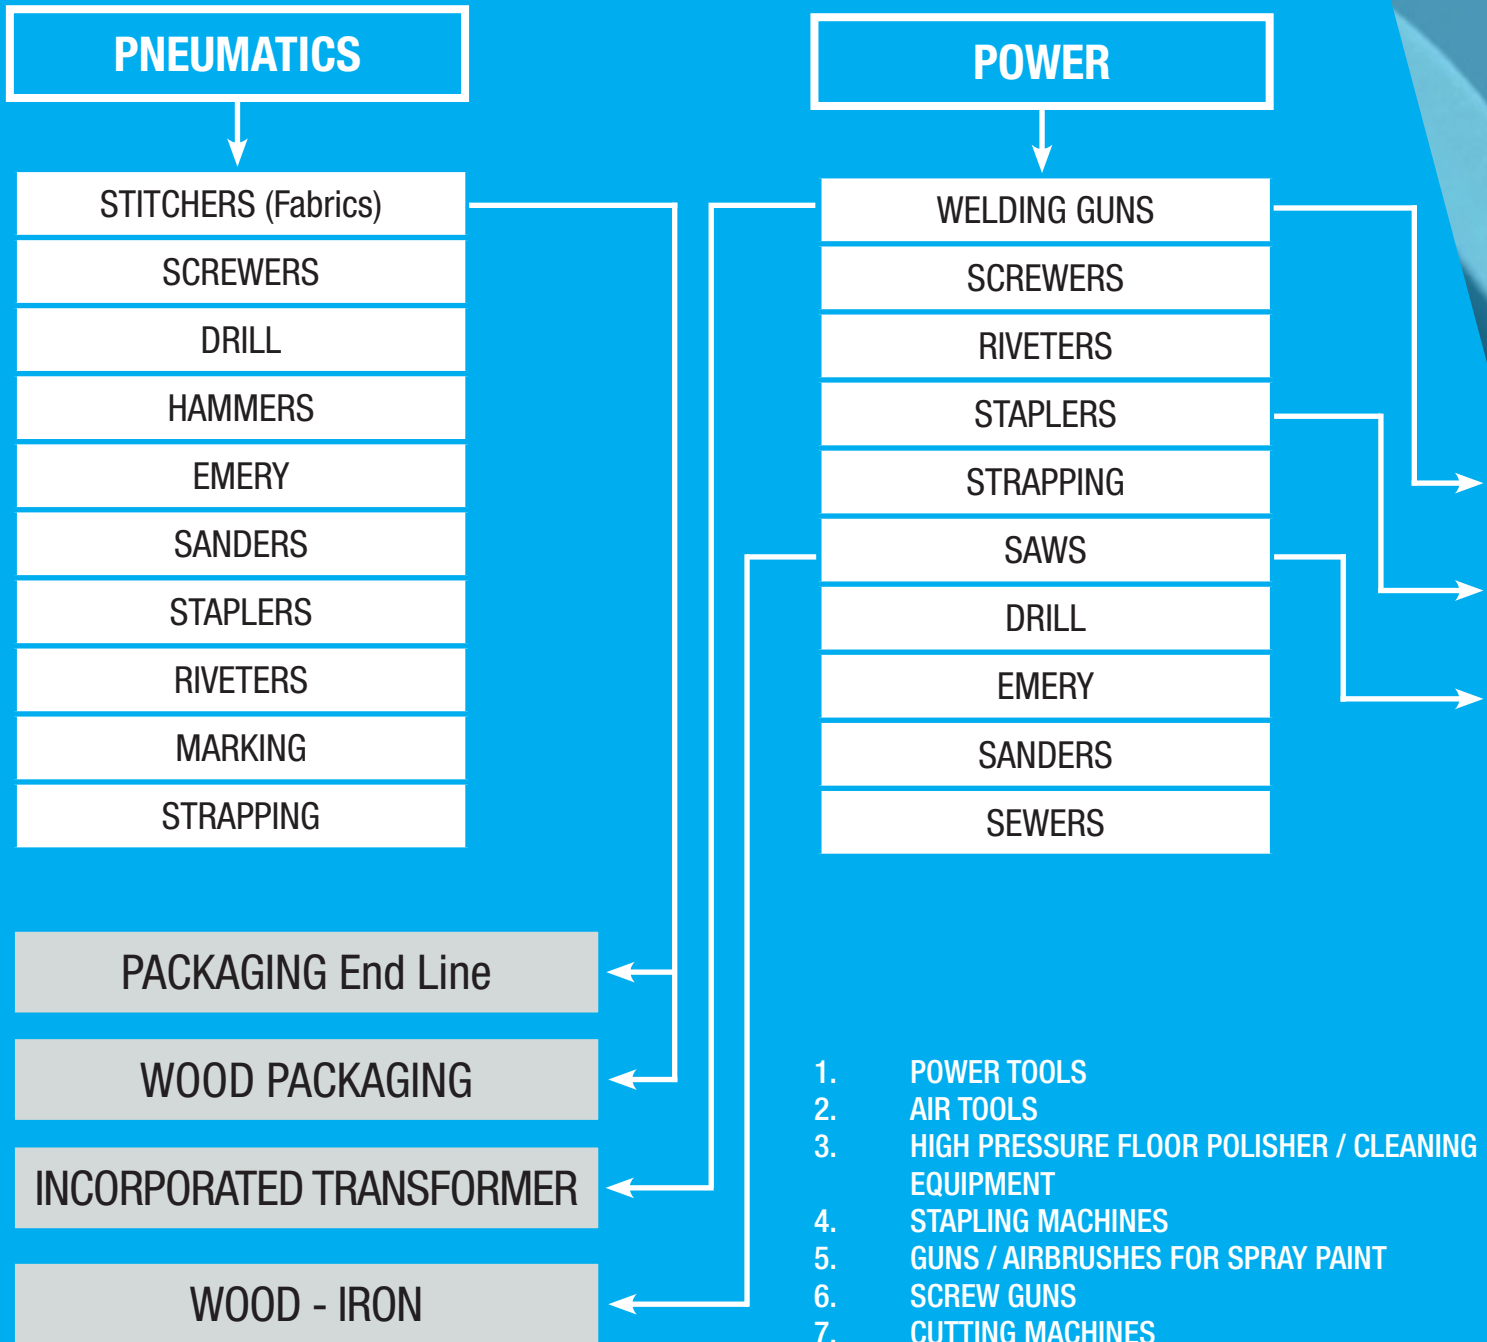 PNEUMATICS
STITCHERS (Fabrics)
SCREWERS
DRILL
HAMMERS
EMERY
SANDERS
STAPLERS
RIVETERS
MARKING
STRAPPING
POWER
WELDING GUNS
SCREWERS
RIVETERS
STAPLERS
STRAPPING
SAWS
DRILL
EMERY
SANDERS
SEWERS
PACKAGING End Line
WOOD PACKAGING
INCORPORATED TRANSFORMER
WOOD - IRON
1. POWER TOOLS
2. AIR TOOLS
3. HIGH PRESSURE FLOOR POLISHER / CLEANING
EQUIPMENT
4. STAPLING MACHINES
5. GUNS / AIRBRUSHES FOR SPRAY PAINT
6. SCREW GUNS
7. CUTTING MACHINES